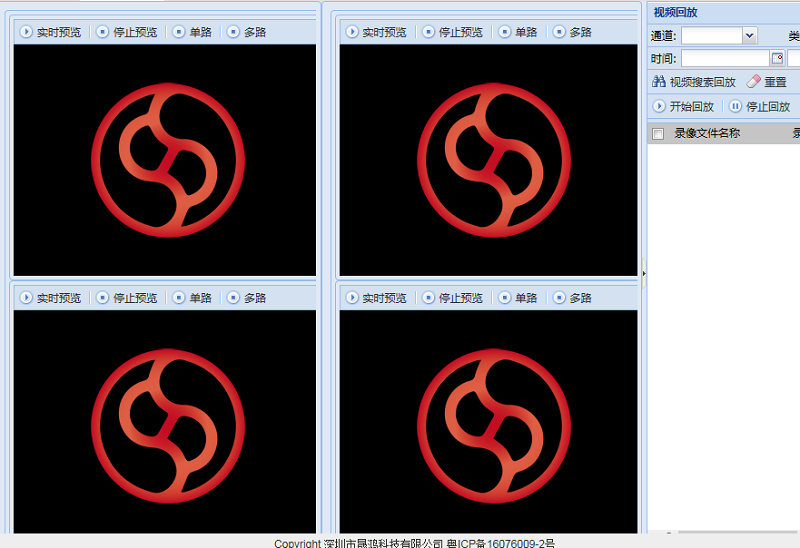 实时预览 停止预览 单路 多路
实时预览 停止预览 单路 多路
实时预览 停止预览 单路 多路
实时预览 停止预览 单路 多路
视频回放
通道: 类
时间:
视频搜索回放 重置
开始回放 停止回放
录像文件名称
Copyright 深圳市晟鸿科技有限公司 粤ICP备16076009-2号